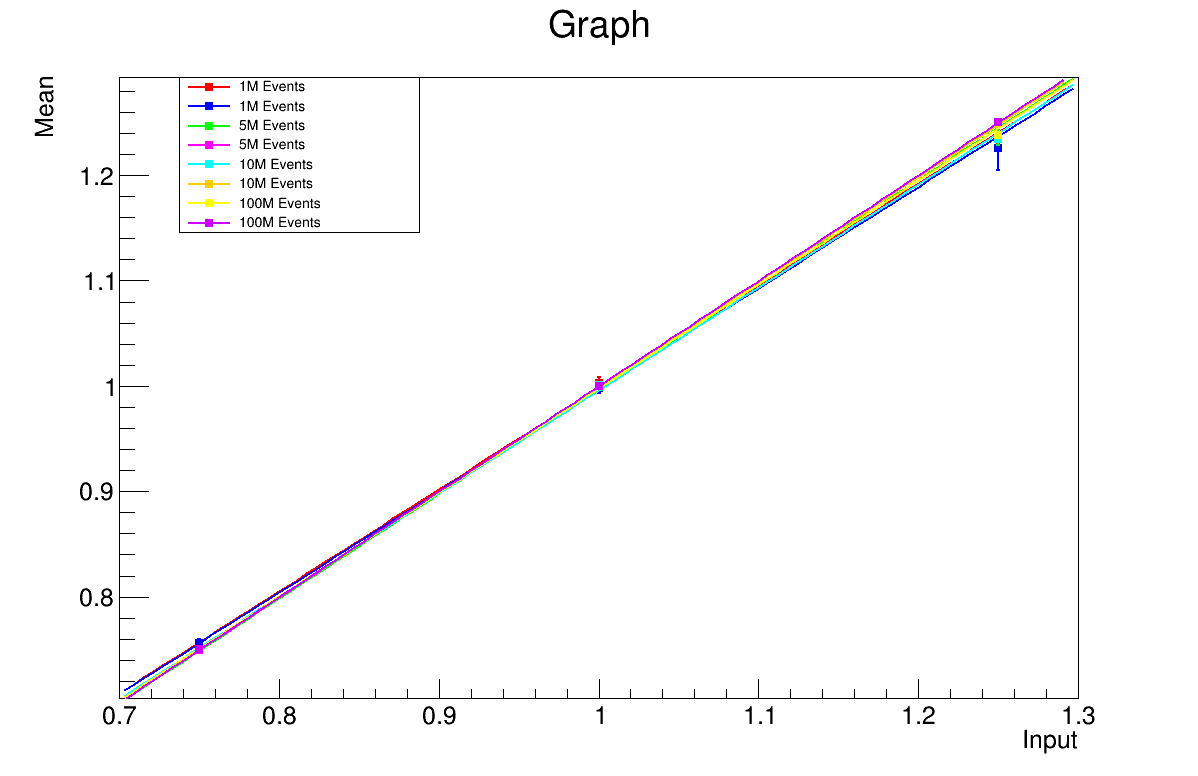 Graph
Mean
1M Events
1M Events
5M Events
5M Events
10M Events
10M Events
100M Events
100M Events
1.2
1.1
1
0.9
0.8
0.7 0.8 0.9 1 1.1 1.2 1.3
Input